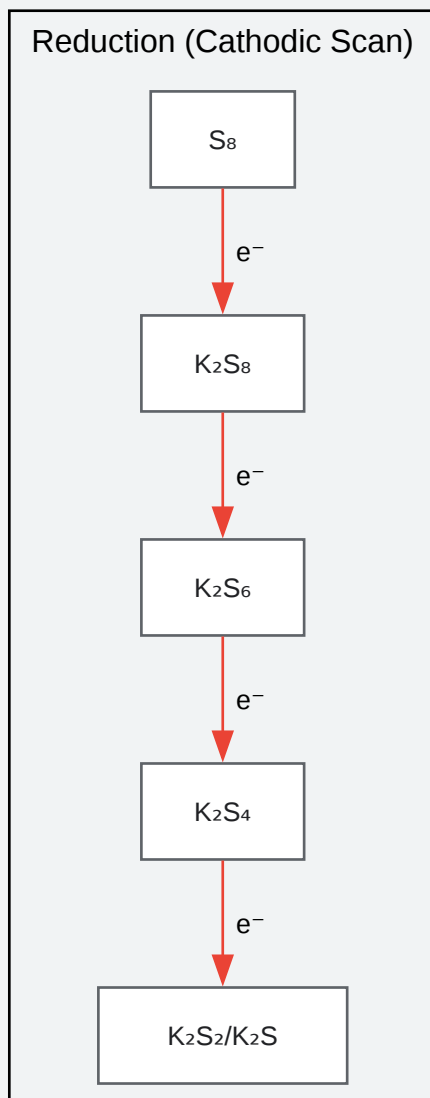 Reduction (Cathodic Scan)
S₈
e⁻
K₂S₈
e⁻
K₂S₆
e⁻
K₂S₄
e⁻
K₂S₂/K₂S